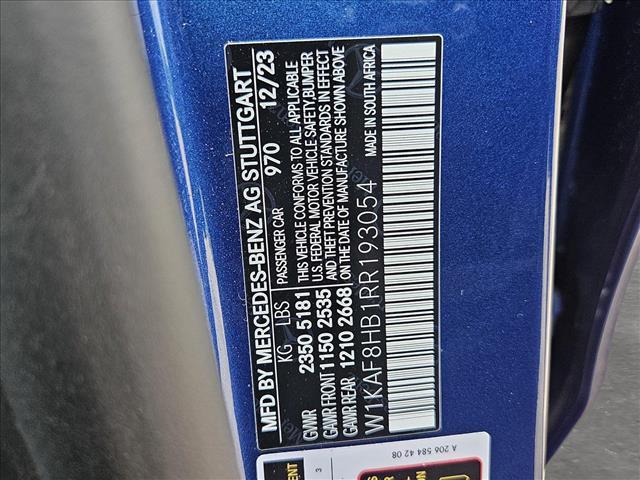 MFD BY MERCEDES-BENZ AG STUTTGART
970 12/23
KG LBS PASSENGER CAR
GVWR 2350 5181
GAWR FRONT 1150 2535
GAWR REAR 1210 2668
THIS VEHICLE CONFORMS TO ALL APPLICABLE
U.S. FEDERAL MOTOR VEHICLE SAFETY, BUMPER
AND THEFT PREVENTION STANDARDS IN EFFECT
ON THE DATE OF MANUFACTURE SHOWN ABOVE
MADE IN SOUTH AFRICA
W1KAF8HB1RR193054
A 206 584 42 08
3